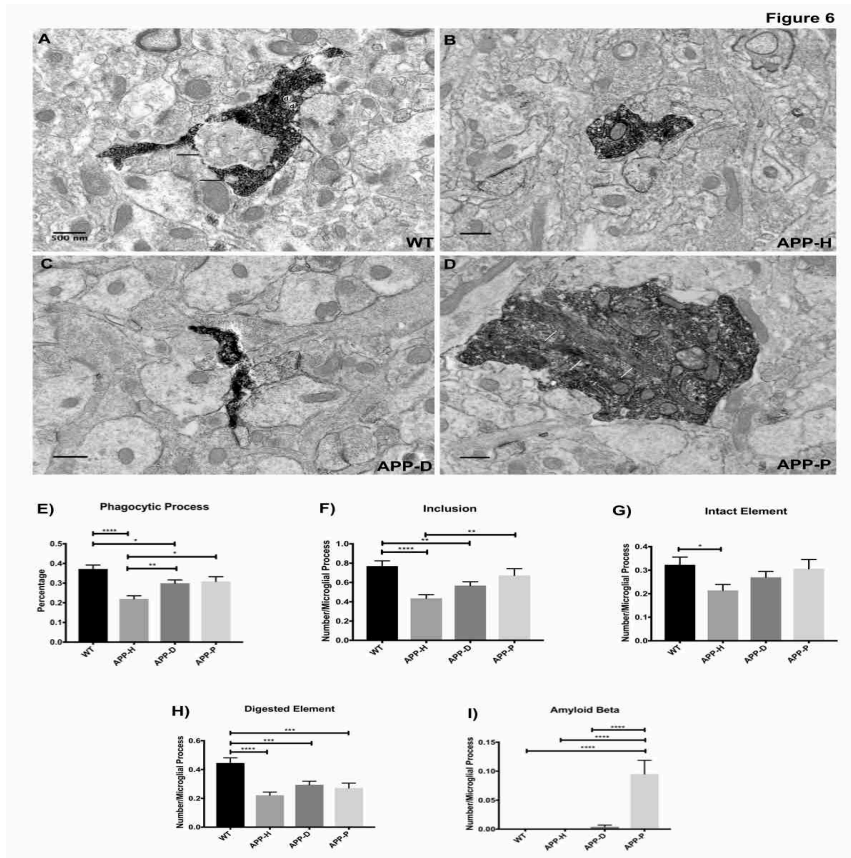 Figure 6
A
B
500 nm
WT
APP-H
C
D
APP-D
APP-P
E)
Phagocytic Process
****
*
*
**
Percentage
0.4
0.3
0.2
0.1
0.0
WT
APP-H
APP-D
APP-P
F)
Inclusion
**
**
****
Number/Microglial Process
1.0
0.8
0.6
0.4
0.2
0.0
WT
APP-H
APP-D
APP-P
G)
Intact Element
*
Number/Microglial Process
0.4
0.3
0.2
0.1
0.0
WT
APP-H
APP-D
APP-P
H)
Digested Element
***
***
****
Number/Microglial Process
0.6
0.4
0.2
0.0
WT
APP-H
APP-D
APP-P
I)
Amyloid Beta
****
****
****
Number/Microglial Process
0.15
0.10
0.05
0.00
WT
APP-H
APP-D
APP-P